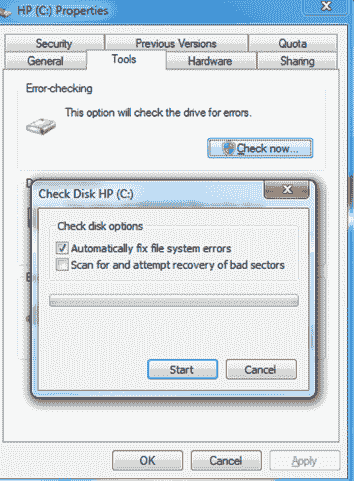 HP (C:) Properties
Security Previous Versions Quota
General Tools Hardware Sharing
Error-checking
This option will check the drive for errors.
Check now...
Check Disk HP (C:)
Check disk options
Automatically fix file system errors
Scan for and attempt recovery of bad sectors
Start Cancel
OK Cancel Apply